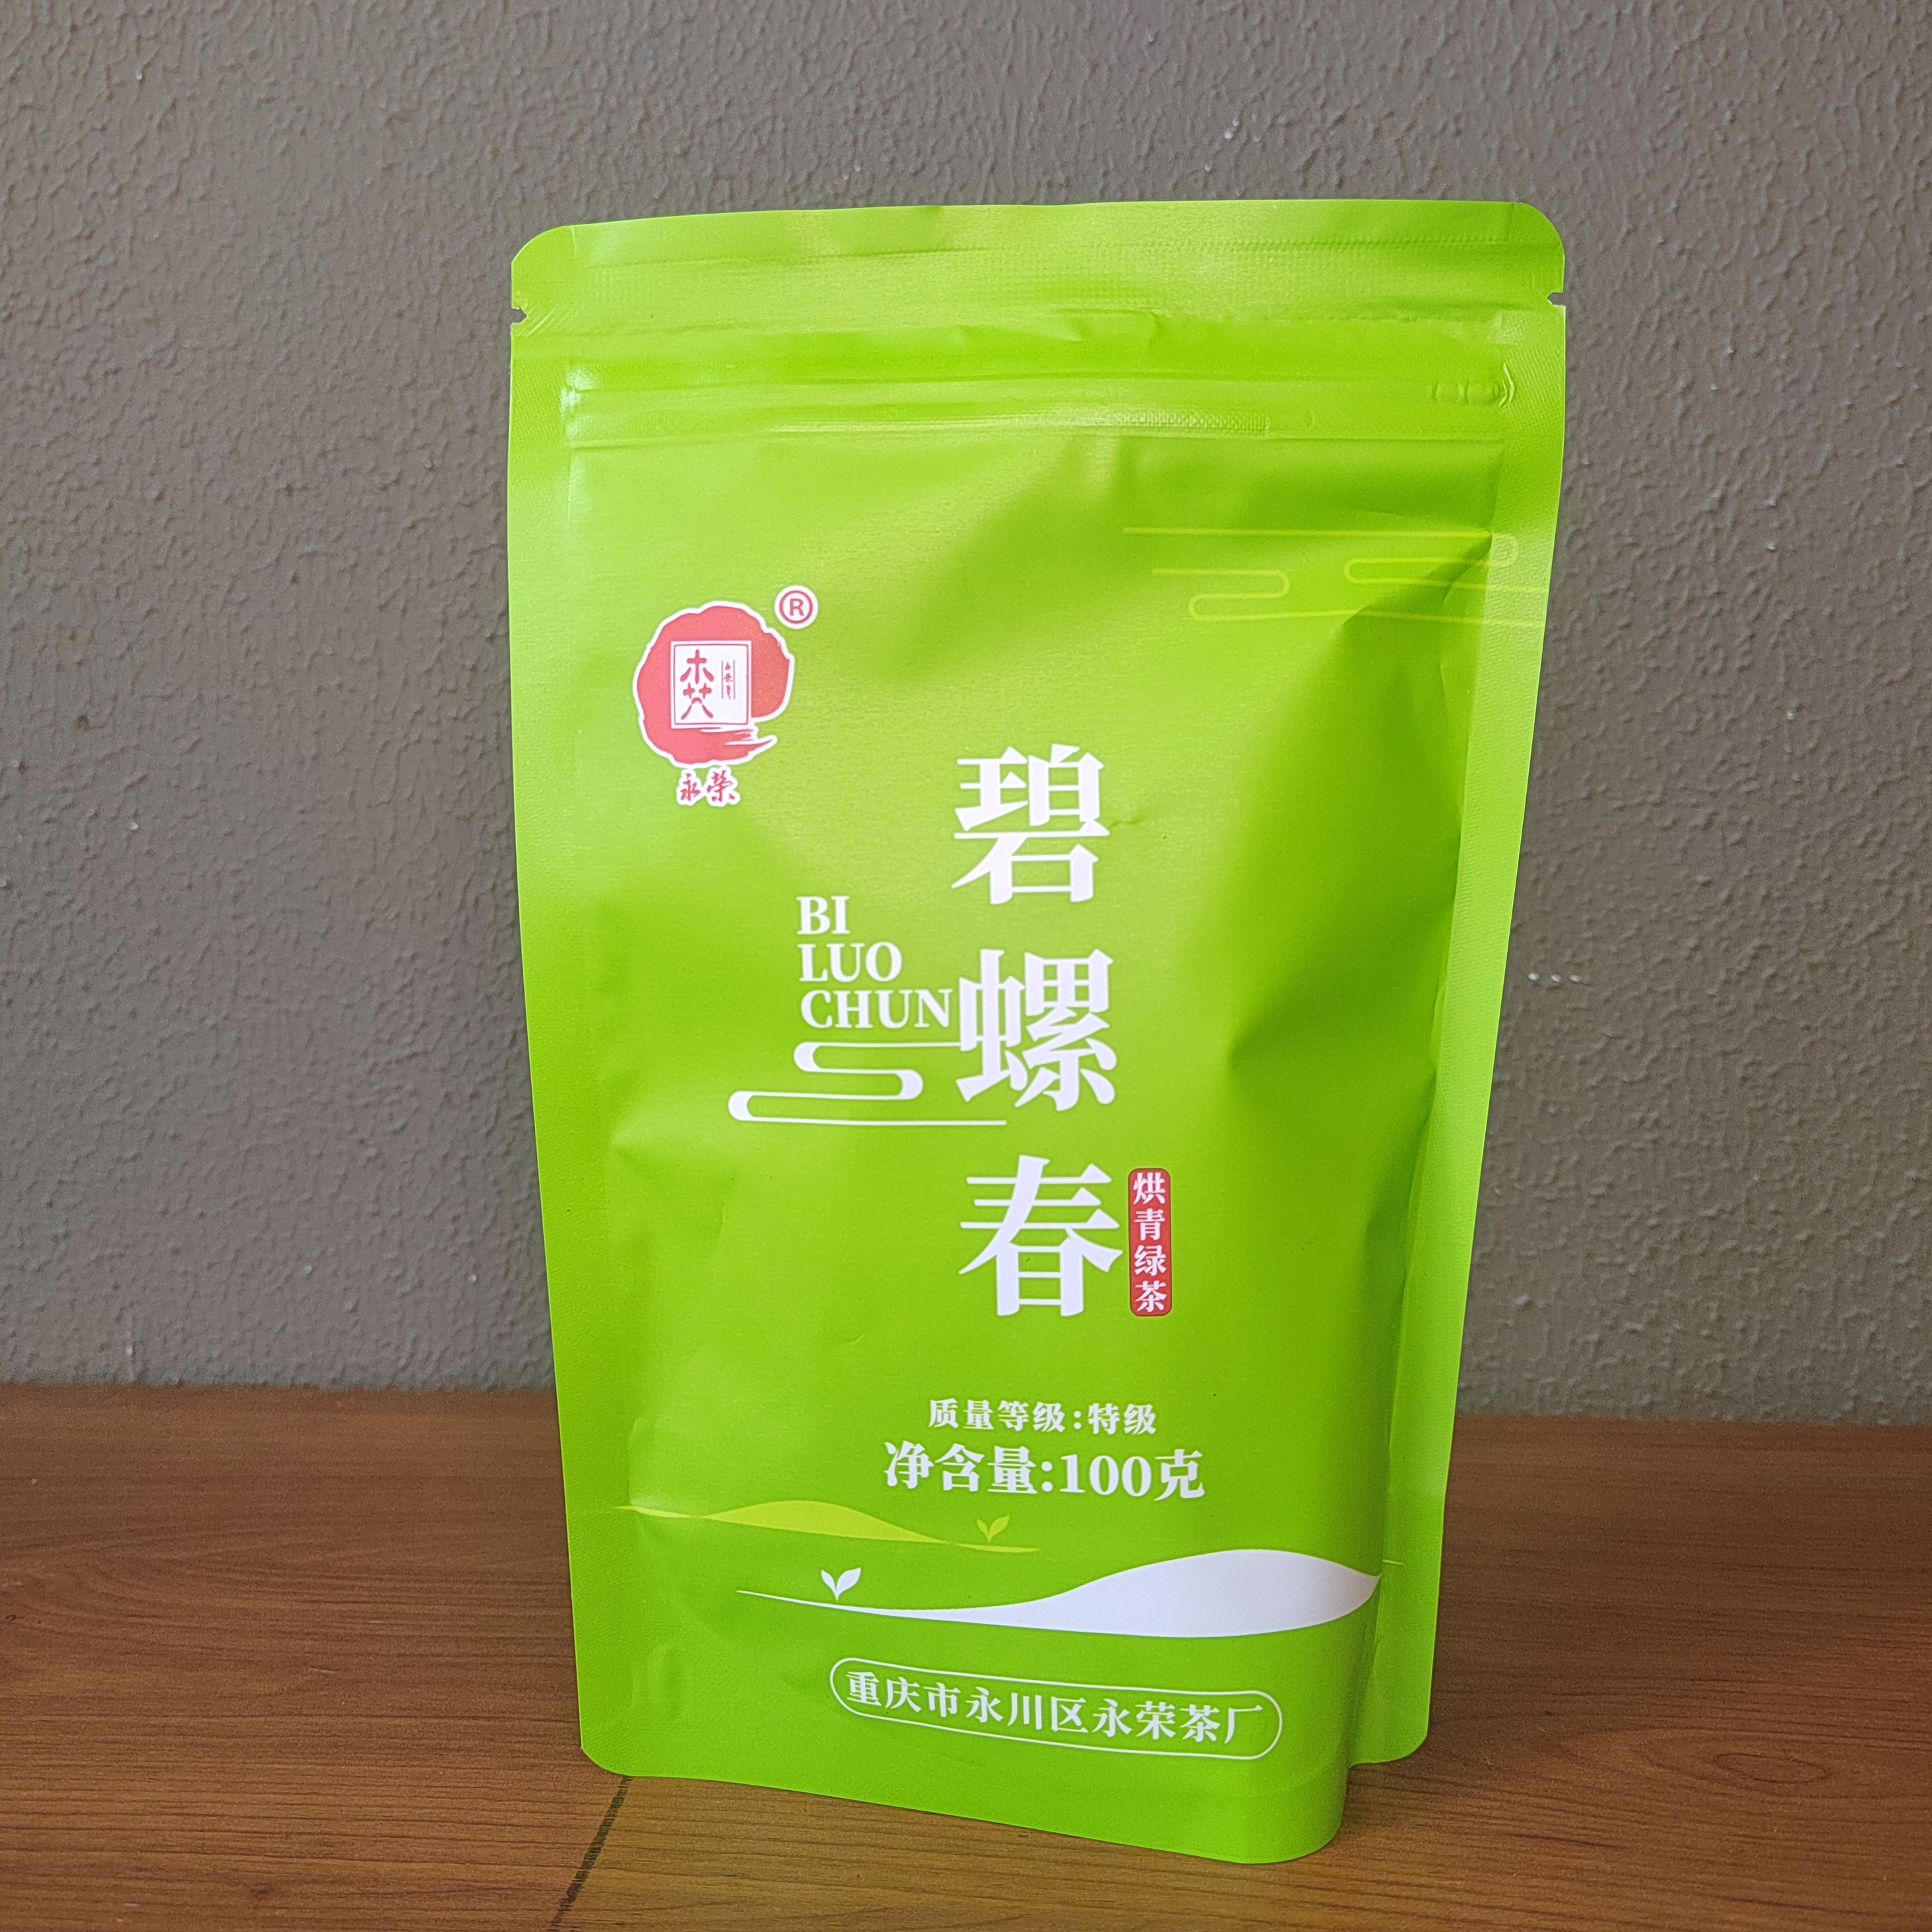 ®
永荣
碧螺春
BI
LUO
CHUN
烘青绿茶
质量等级:特级
净含量:100克
重庆市永川区永荣茶厂